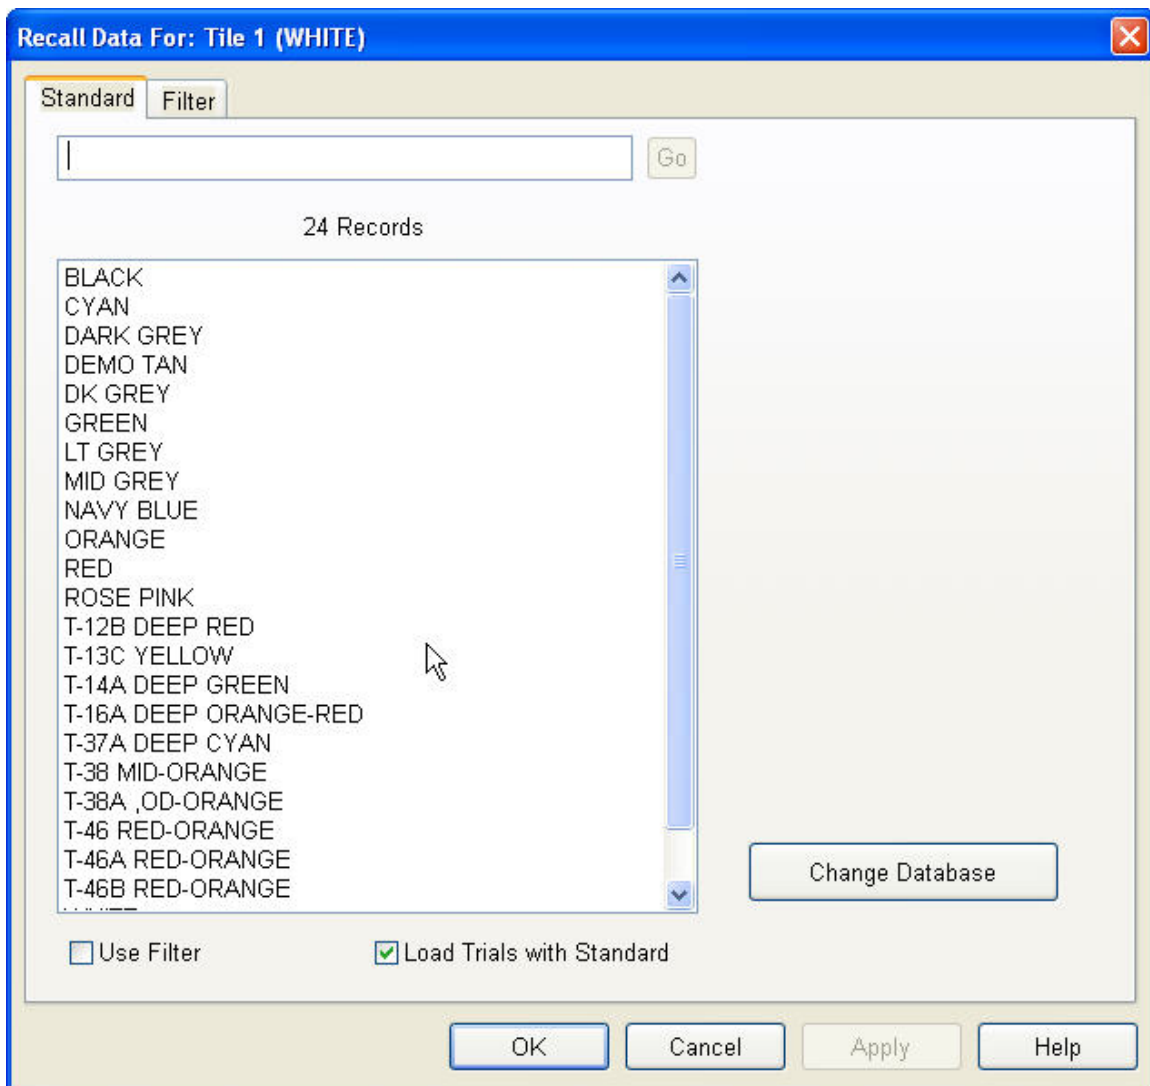 Recall Data For: Tile 1 (WHITE)
Standard Filter
Go
24 Records
BLACK
CYAN
DARK GREY
DEMO TAN
DK GREY
GREEN
LT GREY
MID GREY
NAVY BLUE
ORANGE
RED
ROSE PINK
T-12B DEEP RED
T-13C YELLOW
T-14A DEEP GREEN
T-16A DEEP ORANGE-RED
T-37A DEEP CYAN
T-38 MID-ORANGE
T-38A ,OD-ORANGE
T-46 RED-ORANGE
T-46A RED-ORANGE
T-46B RED-ORANGE
Change Database
Use Filter Load Trials with Standard
OK Cancel Apply Help